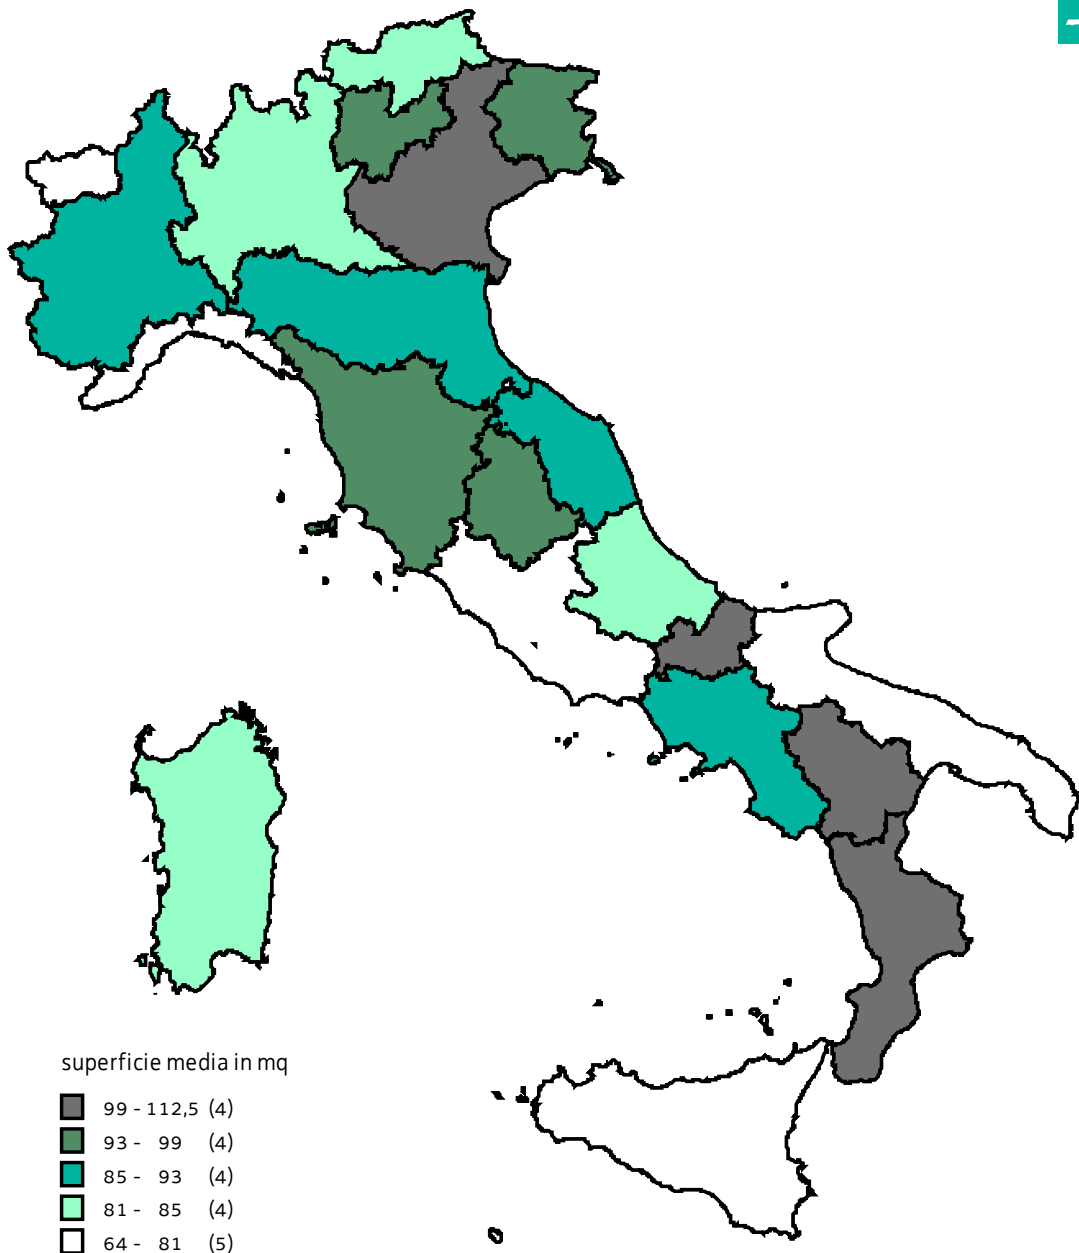 superficie media in mq
99 - 112,5 (4)
93 - 99 (4)
85 - 93 (4)
81 - 85 (4)
64 - 81 (5)